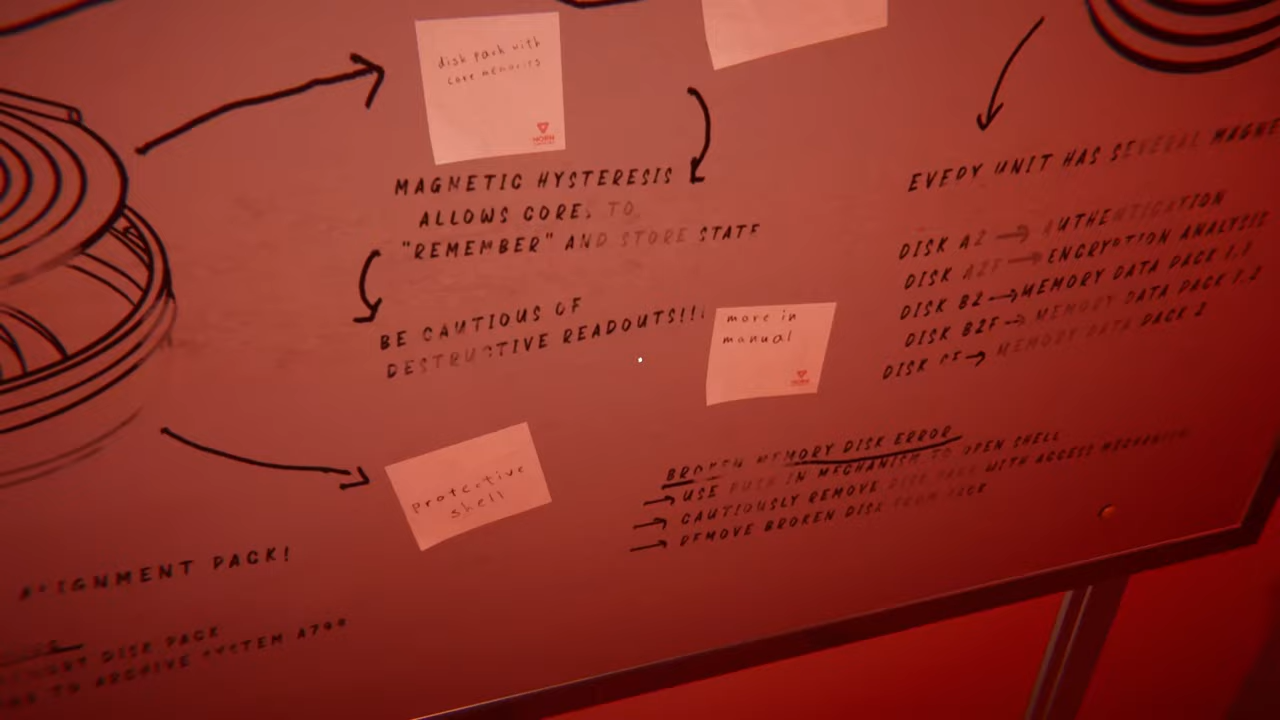 disk pack with
core memories
NORN
MAGNETIC HYSTERESIS
ALLOWS CORE, TO
"REMEMBER" AND STORE STATE
BE CAUTIOUS OF
DESTRUCTIVE READOUTS!!!
more in
manual
NORN
protective
shell
EVERY UNIT HAS SEVERAL
DISK A2 → AUTHENTICATION
DISK A2F → ENCRYPTION ANALYSIS
DISK B2 → MEMORY DATA PACK 1.1
DISK B2F → MEMORY DATA PACK 1.2
DISK → MEMORY DATA PACK 2
BROKEN MEMORY DISK ERROR
→ USE PUSH IN MECHANISM TO OPEN SHELL
→ CAUTIOUSLY REMOVE DISK PACK WITH ACCESS MECHANISM
→ REMOVE BROKEN DISK FROM PACK
ALIGNMENT PACK!
DISK PACK
TO ARCHIVE SYSTEM